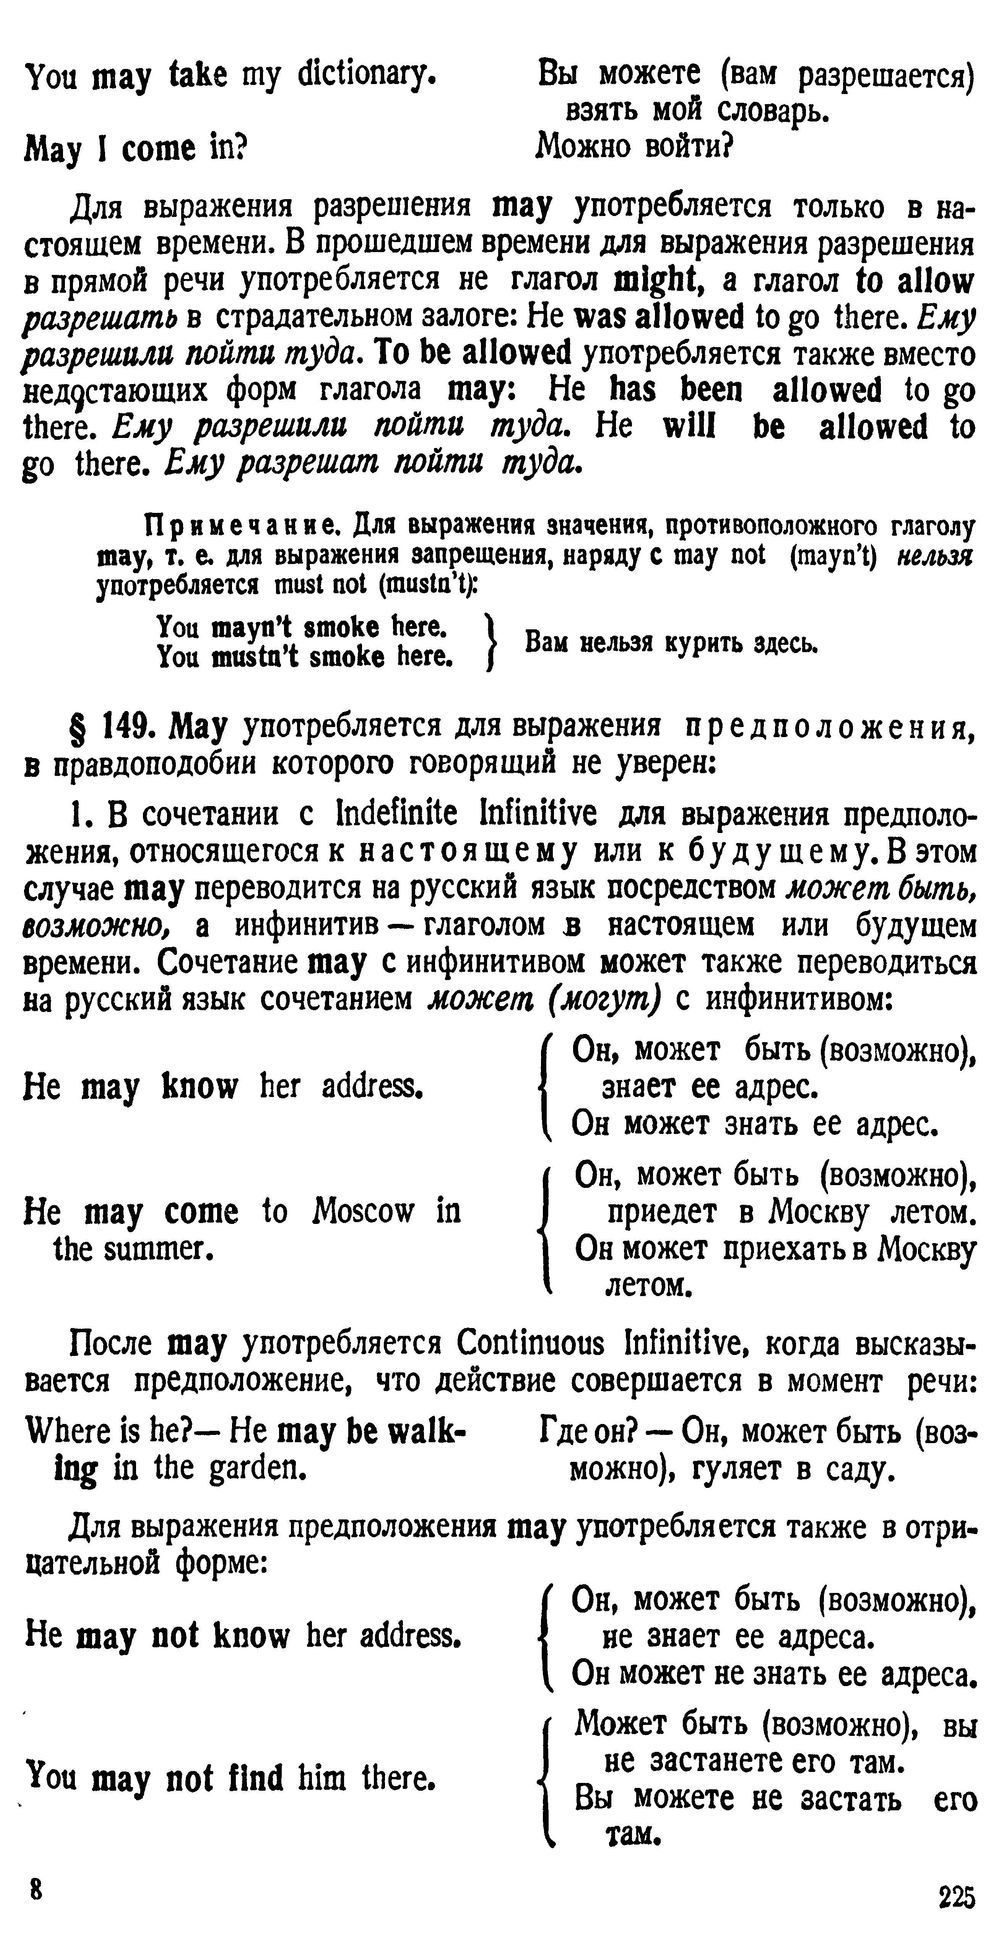 You may take my dictionary. Вы можете (вам разрешается)
взять мой словарь.
May I come in? Можно войти?
Для выражения разрешения may употребляется только в на-
стоящем времени. В прошедшем времени для выражения разрешения
в прямой речи употребляется не глагол might, а глагол to allow
разрешать в страдательном залоге: He was allowed to go there. Ему
разрешили пойти туда. To be allowed употребляется также вместо
недостающих форм глагола may: He has been allowed to go
there. Ему разрешили пойти туда. He will be allowed to
go there. Ему разрешат пойти туда.
Примечание. Для выражения значения, противоположного глаголу
may, т. е. для выражения запрещения, наряду с may not (mayn't) нельзя
употребляется must not (mustn't):
You mayn't smoke here.
You mustn't smoke here. } Вам нельзя курить здесь.
§ 149. May употребляется для выражения предположения,
в правдоподобии которого говорящий не уверен:
1. В сочетании с Indefinite Infinitive для выражения предполо-
жения, относящегося к настоящему или к будущему. В этом
случае may переводится на русский язык посредством может быть,
возможно, а инфинитив — глаголом в настоящем или будущем
времени. Сочетание may с инфинитивом может также переводиться
на русский язык сочетанием может (могут) с инфинитивом:
Он, может быть (возможно),
He may know her address. { знает ее адрес.
Он может знать ее адрес.
Он, может быть (возможно),
He may come to Moscow in { приедет в Москву летом.
the summer. Он может приехать в Москву
летом.
После may употребляется Continuous Infinitive, когда высказы-
вается предположение, что действие совершается в момент речи:
Where is he?— He may be walk- Где он? — Он, может быть (воз-
ing in the garden. можно), гуляет в саду.
Для выражения предположения may употребляется также в отри-
цательной форме:
Он, может быть (возможно),
He may not know her address. { не знает ее адреса.
Он может не знать ее адреса.
Может быть (возможно), вы
не застанете его там.
You may not find him there. { Вы можете не застать его
там.
8 225